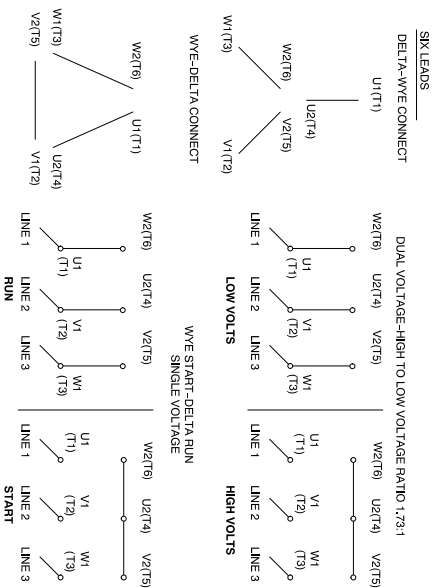 SIX LEADS
DELTA-WYE CONNECT
U1(T1)
U2(T4)
W2(T6) V2(T5)
W1(T3) V1(T2)
DUAL VOLTAGE-HIGH TO LOW VOLTAGE RATIO 1.73:1
W2(T6) U2(T4) V2(T5)
U1 V1 W1
(T1) (T2) (T3)
LINE 1 LINE 2 LINE 3
LOW VOLTS
W2(T6) U2(T4) V2(T5)
U1 V1 W1
(T1) (T2) (T3)
LINE 1 LINE 2 LINE 3
HIGH VOLTS
WYE-DELTA CONNECT
W2(T6) U1(T1)
W1(T3) U2(T4)
V2(T5) V1(T2)
WYE START-DELTA RUN
SINGLE VOLTAGE
W2(T6) U2(T4) V2(T5)
U1 V1 W1
(T1) (T2) (T3)
LINE 1 LINE 2 LINE 3
RUN
W2(T6) U2(T4) V2(T5)
U1 V1 W1
(T1) (T2) (T3)
LINE 1 LINE 2 LINE 3
START